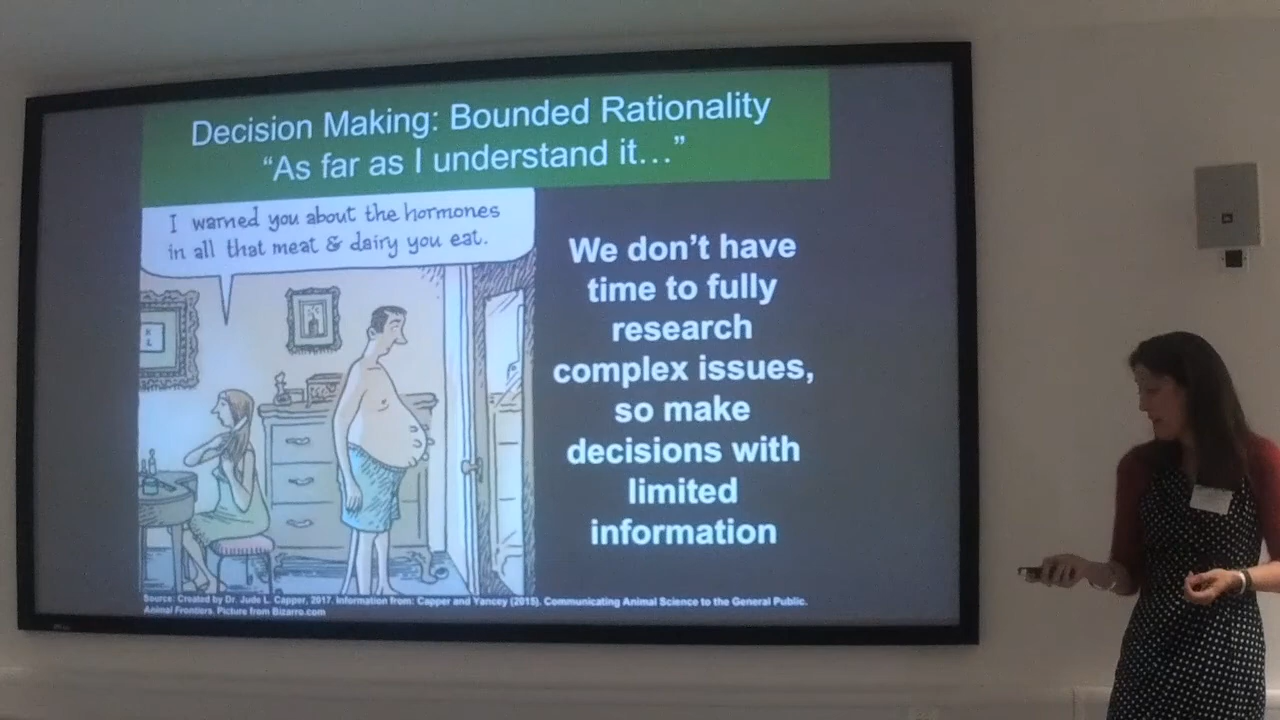 Decision Making: Bounded Rationality
“As far as I understand it…”
I warned you about the hormones
in all that meat & dairy you eat.
We don’t have
time to fully
research
complex issues,
so make
decisions with
limited
information
Source: Created by Dr. Jude L. Capper, 2017. Information from: Capper and Yancey (2015). Communicating Animal Science to the General Public.
Animal Frontiers. Picture from Bizarro.com